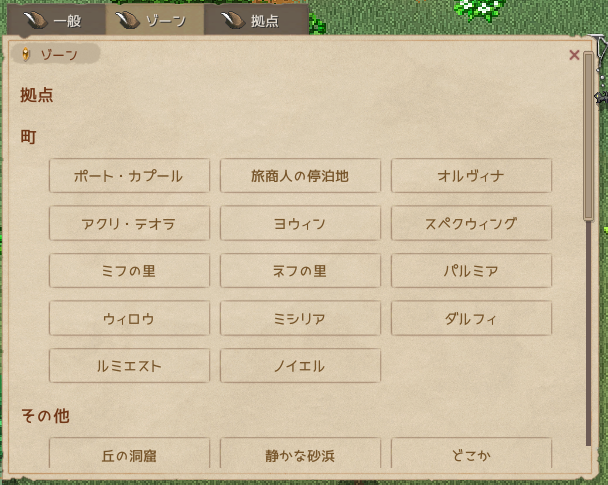 一般 ゾーン 拠点
ゾーン
拠点
町
ポート・カプール 旅商人の停泊地 オルヴィナ
アクリ・テオラ ヨウィン スペクウィング
ミフの里 ネフの里 パルミア
ウィロウ ミシリア ダルフィ
ルミエスト ノイエル
その他
丘の洞窟 静かな砂浜 どこか